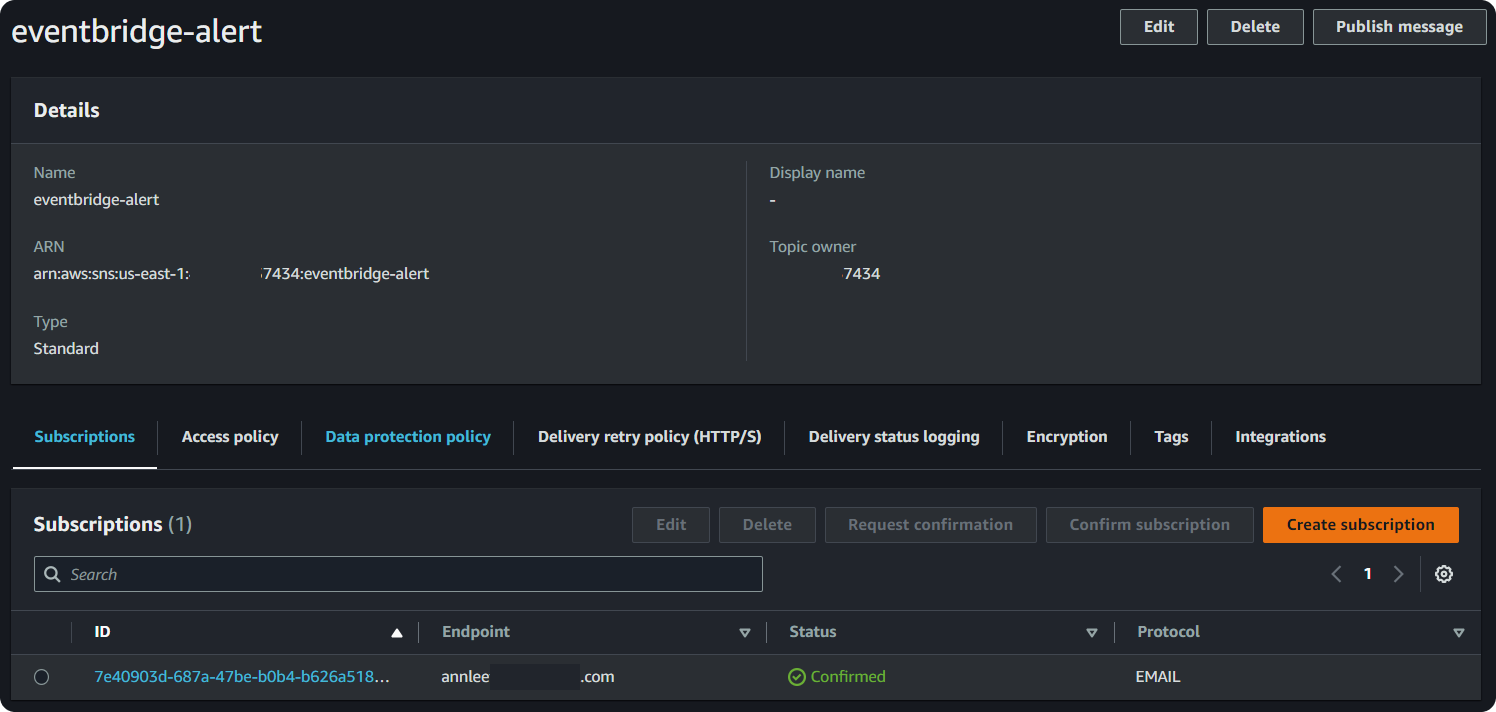 eventbridge-alert
Edit Delete Publish message
Details
Name Display name
eventbridge-alert -
ARN Topic owner
arn:aws:sns:us-east-1: 7434:eventbridge-alert 7434
Type
Standard
Subscriptions Access policy Data protection policy Delivery retry policy (HTTP/S) Delivery status logging Encryption Tags Integrations
Subscriptions (1) Edit Delete Request confirmation Confirm subscription Create subscription
Search 1
ID Endpoint Status Protocol
7e40903d-687a-47be-b0b4-b626a518... annlee .com Confirmed EMAIL